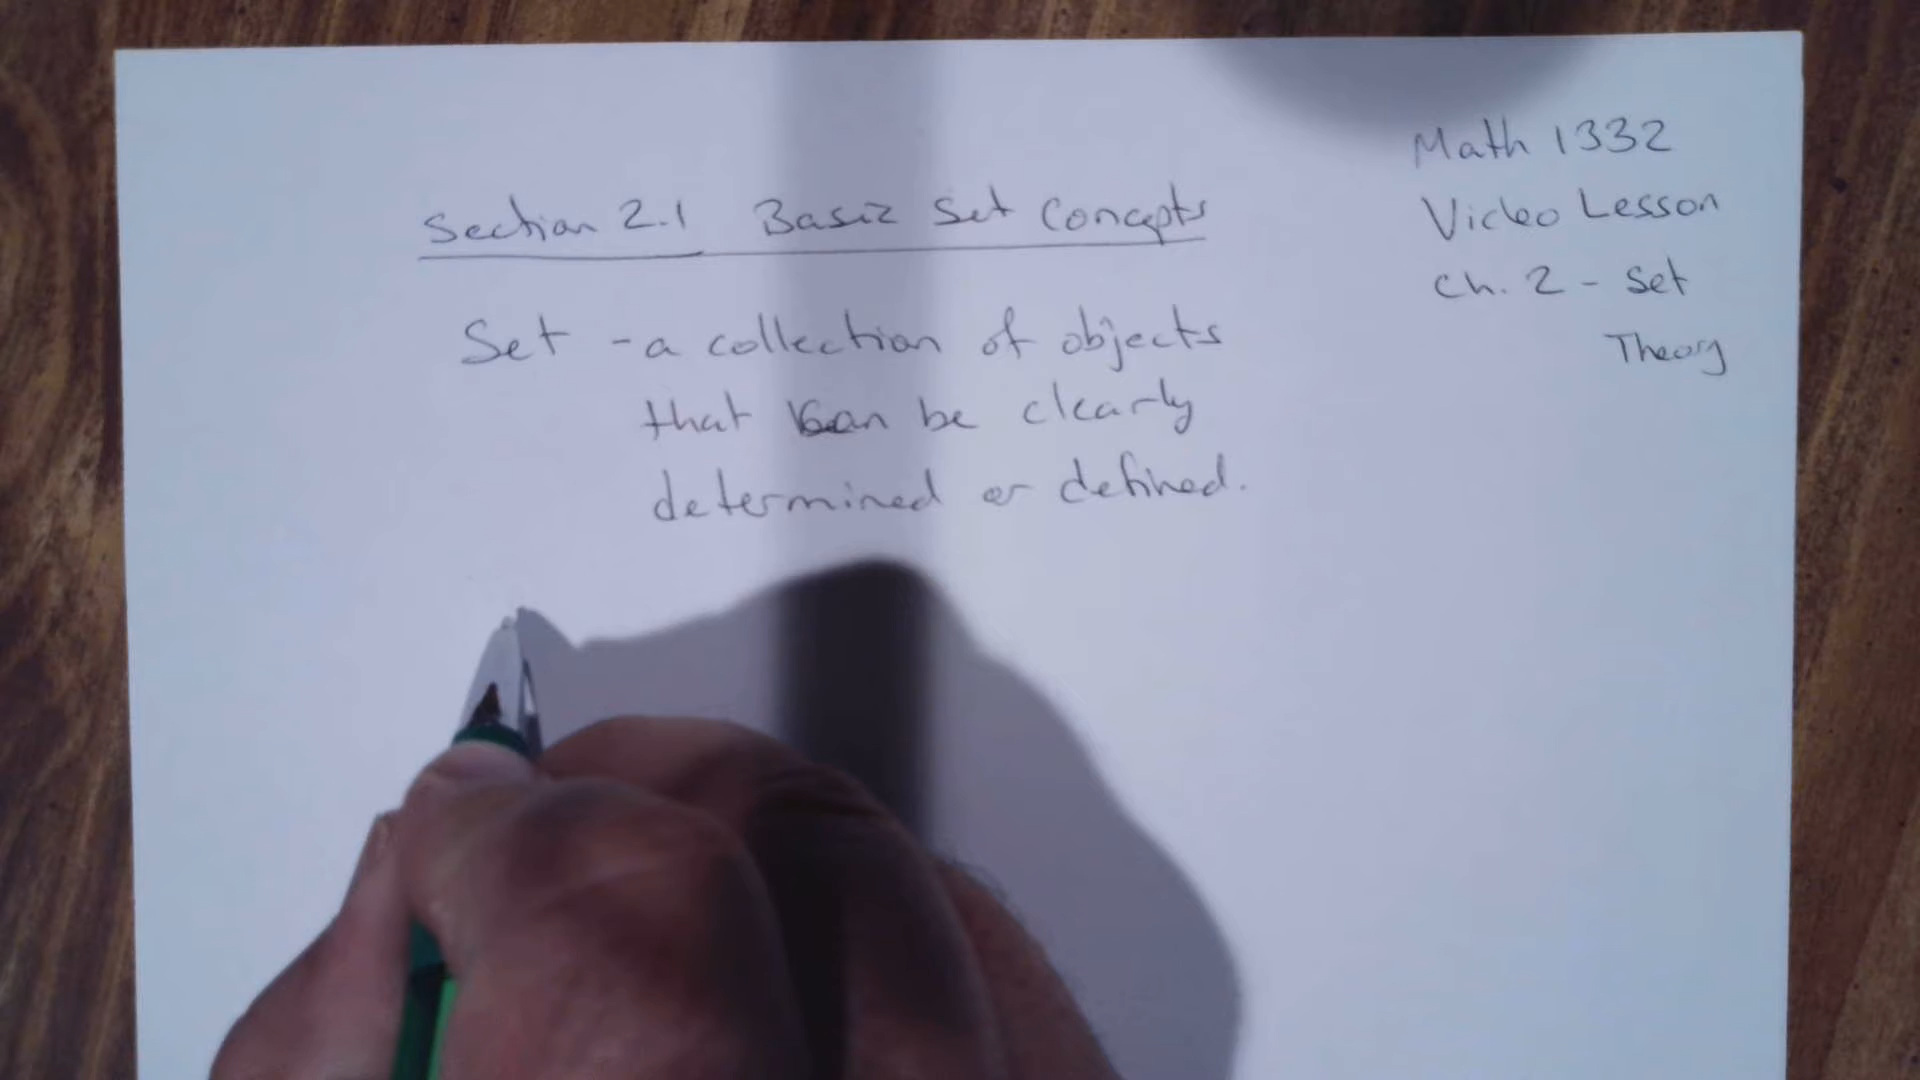 Math 1332
Video Lesson
Ch. 2 - Set
Theory
Section 2.1 Basic Set Concepts
Set - a collection of objects
that can be clearly
determined or defined.